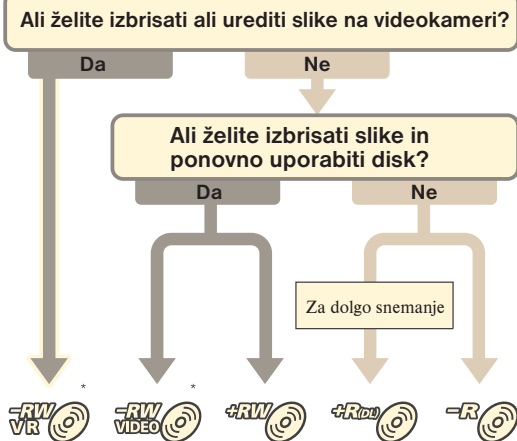 Ali želite izbrisati ali urediti slike na videokameri?
Da
Ne
Ali želite izbrisati slike in
ponovno uporabiti disk?
Da
Ne
Za dolgo snemanje
* *
-RW
VR
-RW
VIDEO
+RW
+R(DL)
-R